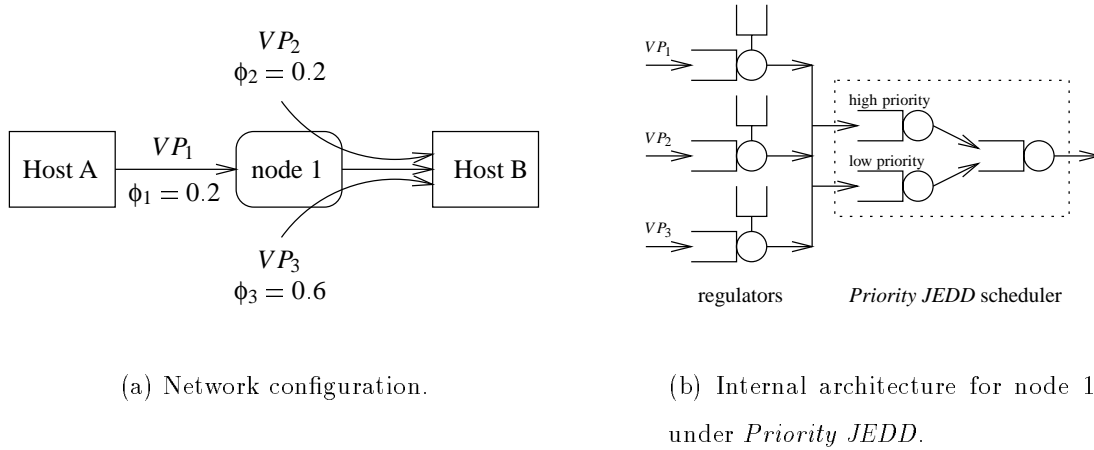 VP₂
ϕ₂ = 0.2
Host A
VP₁
ϕ₁ = 0.2
node 1
Host B
VP₃
ϕ₃ = 0.6
(a) Network configuration.
VP₁
VP₂
VP₃
high priority
low priority
regulators
Priority JEDD scheduler
(b) Internal architecture for node 1
under Priority JEDD.